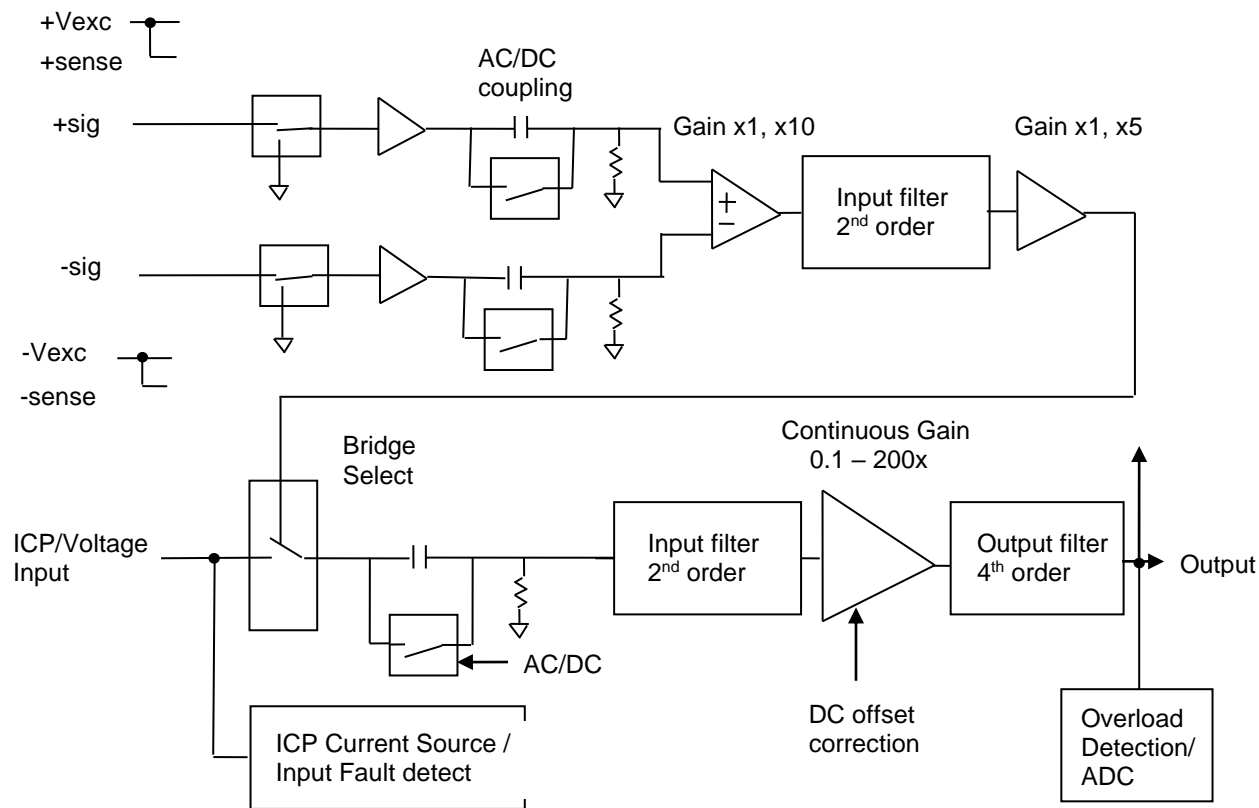 +Vexc
+sense
AC/DC
coupling
+sig
Gain x1, x10
Gain x1, x5
+
−
Input filter
2nd order
-sig
-Vexc
-sense
Bridge
Select
Continuous Gain
0.1 – 200x
ICP/Voltage
Input
Input filter
2nd order
Output filter
4th order
Output
AC/DC
DC offset
correction
ICP Current Source /
Input Fault detect
Overload
Detection/
ADC